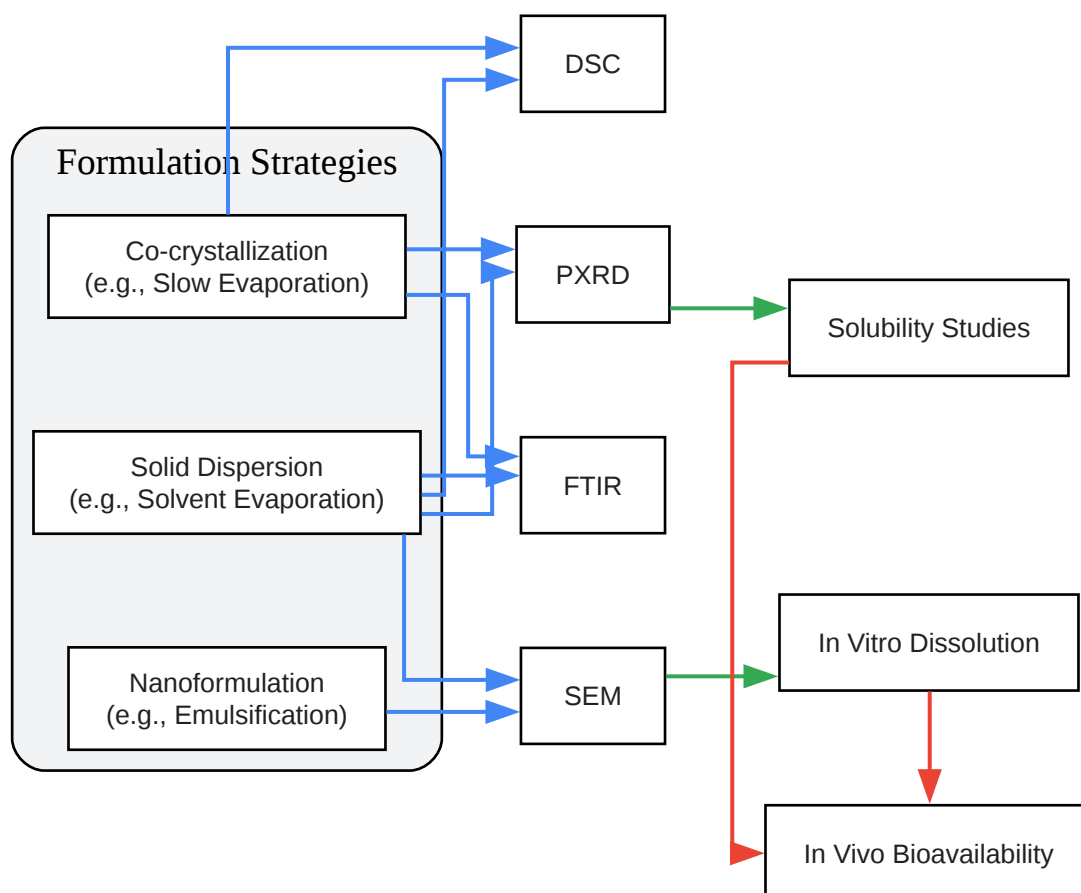 DSC
Formulation Strategies
Co-crystallization
(e.g., Slow Evaporation)
PXRD
Solubility Studies
Solid Dispersion
(e.g., Solvent Evaporation)
FTIR
In Vitro Dissolution
Nanoformulation
(e.g., Emulsification)
SEM
In Vivo Bioavailability